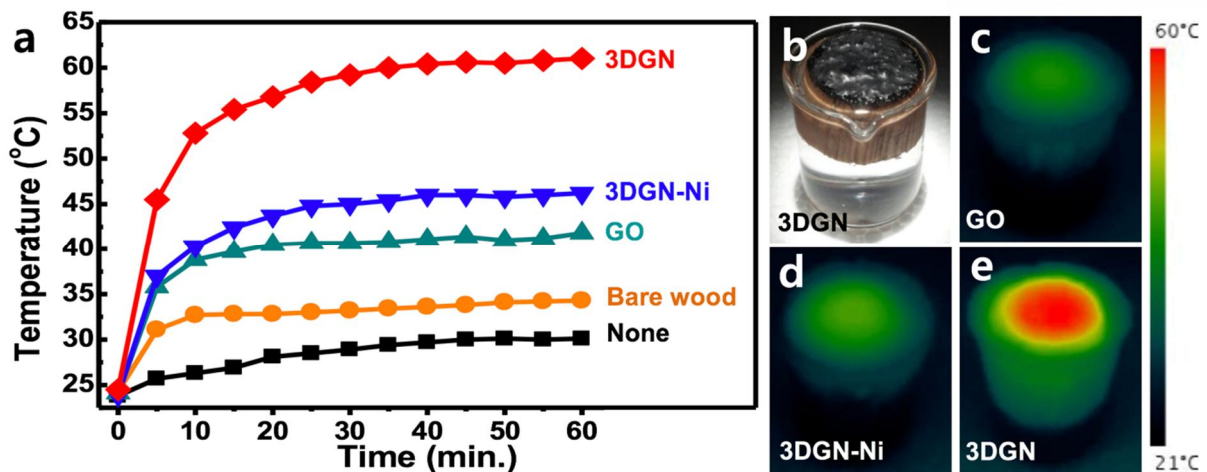 a
65
60
55
50
45
40
35
30
25
Temperature (°C)
0 10 20 30 40 50 60
Time (min.)
3DGN
3DGN-Ni
GO
Bare wood
None
b
3DGN
c
GO
d
3DGN-Ni
e
3DGN
60°C
21°C